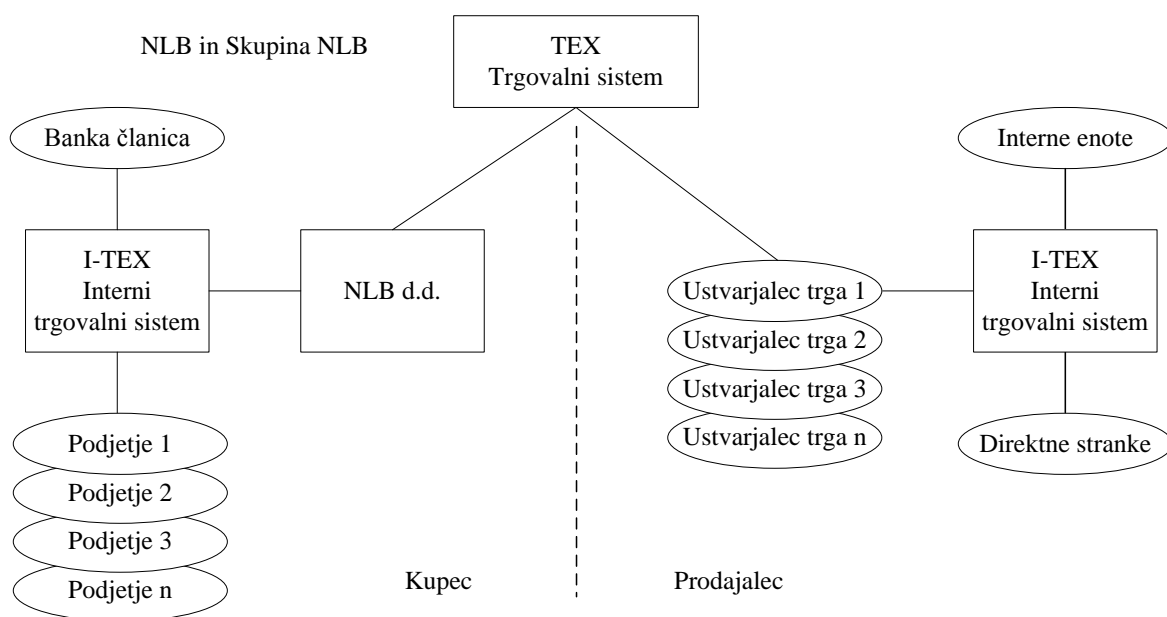 NLB in Skupina NLB
TEX
Trgovalni sistem
Banka članica
Interne enote
I-TEX
Interni
trgovalni sistem
NLB d.d.
Ustvarjalec trga 1
Ustvarjalec trga 2
Ustvarjalec trga 3
Ustvarjalec trga n
I-TEX
Interni
trgovalni sistem
Podjetje 1
Podjetje 2
Podjetje 3
Podjetje n
Direktne stranke
Kupec
Prodajalec